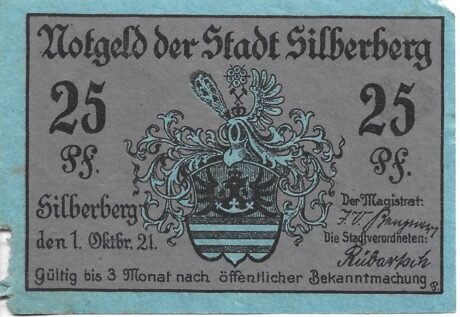 Notgeld der Stadt Silberberg
25 25
Pf. Pf.
Silberberg
den 1. Oktbr. 21.
Der Magistrat:
Die Stadtverordneten:
Gültig bis 3 Monat nach öffentlicher Bekanntmachung